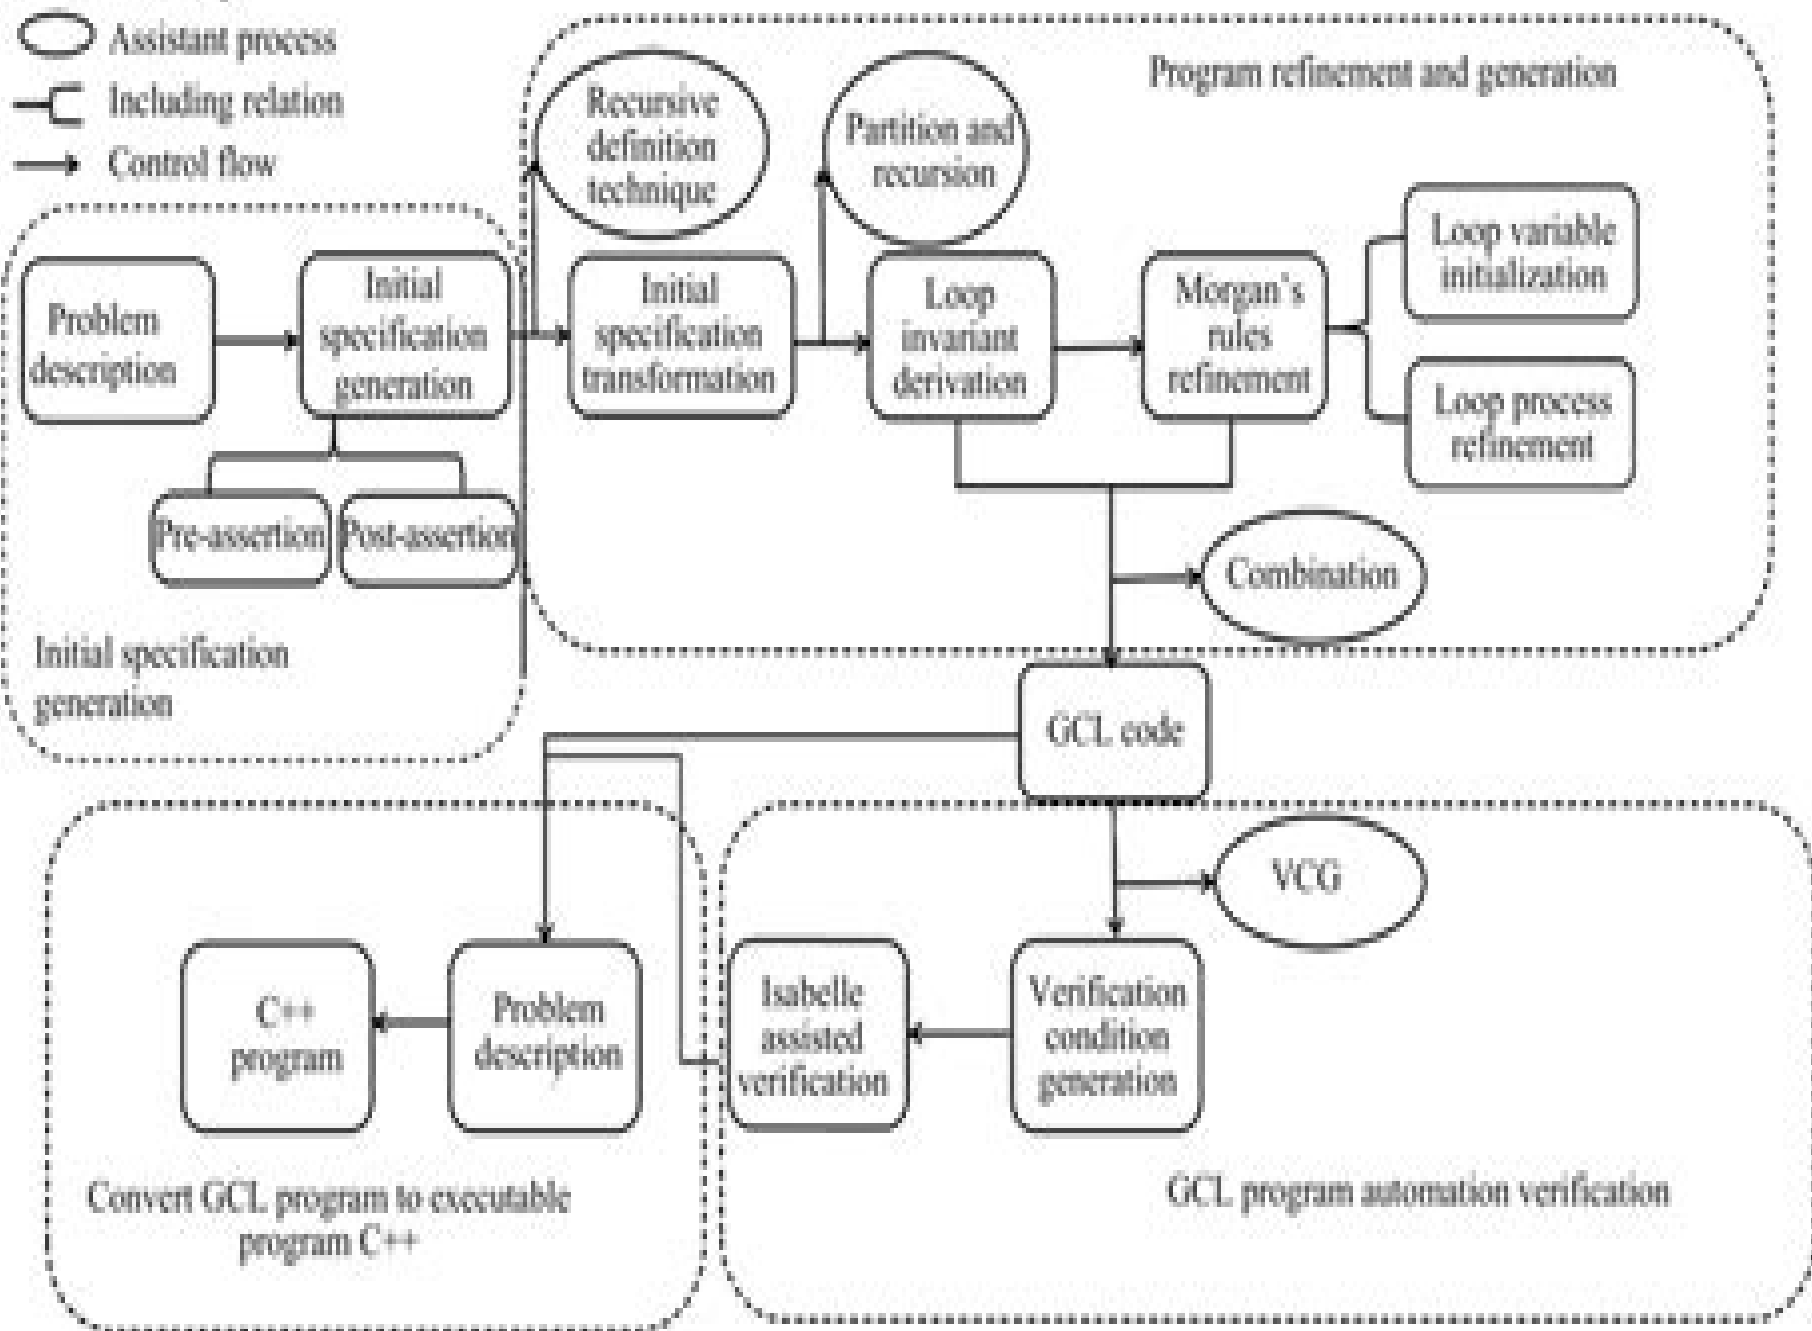 Assistant process
Including relation
Control flow
Program refinement and generation
Recursive
definition
technique
Partition and
recursion
Problem
description
Initial
specification
generation
Initial
specification
transformation
Loop
invariant
derivation
Morgan's
rules
refinement
Loop variable
initialization
Loop process
refinement
Pre-assertion
Post-assertion
Combination
Initial specification
generation
GCL code
VCG
C++
program
Problem
description
Isabelle
assisted
verification
Verification
condition
generation
Convert GCL program to executable
program C++
GCL program automation verification